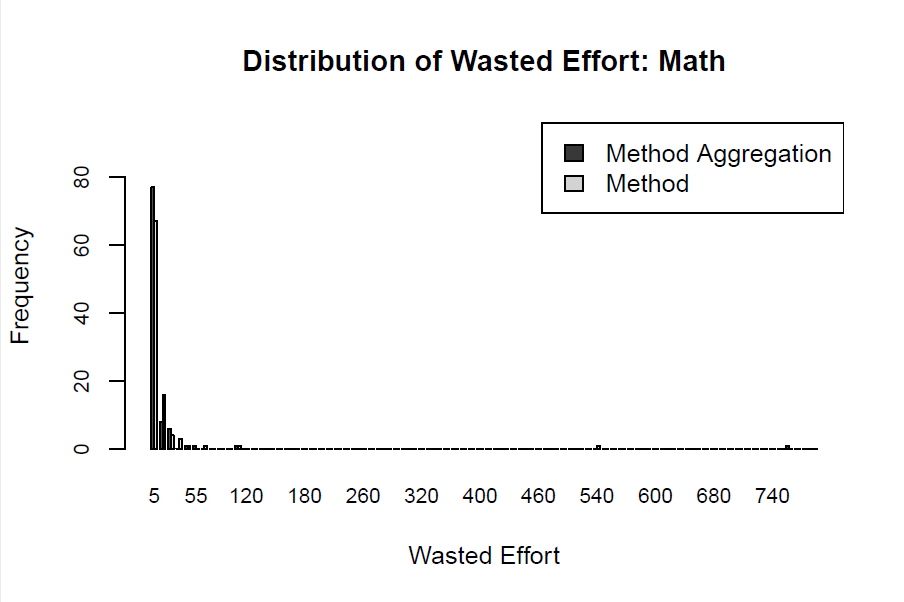 Distribution of Wasted Effort: Math
Method Aggregation
Method
80
60
40
20
0
Frequency
5 55 120 180 260 320 400 460 540 600 680 740
Wasted Effort